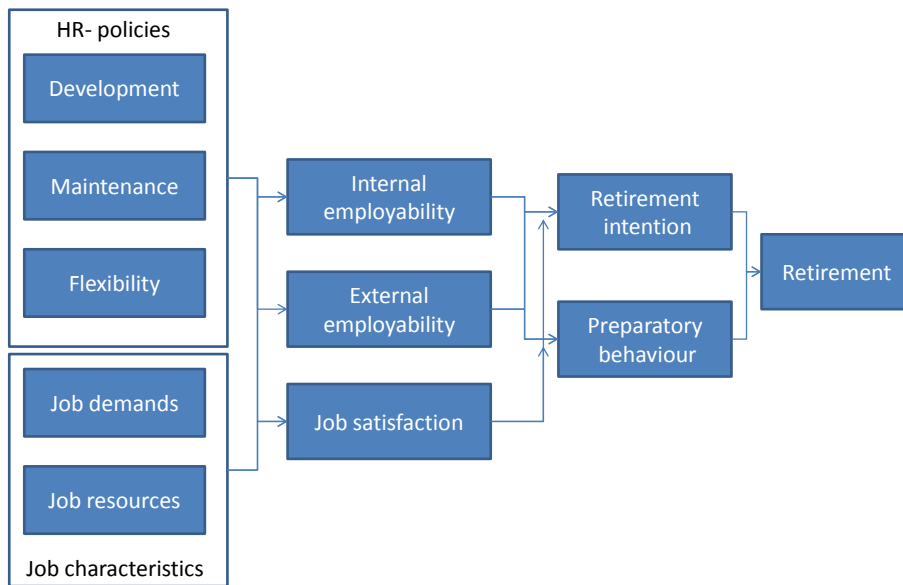 HR- policies
Development
Maintenance
Flexibility
Job demands
Job resources
Job characteristics
Internal
employability
External
employability
Job satisfaction
Retirement
intention
Preparatory
behaviour
Retirement